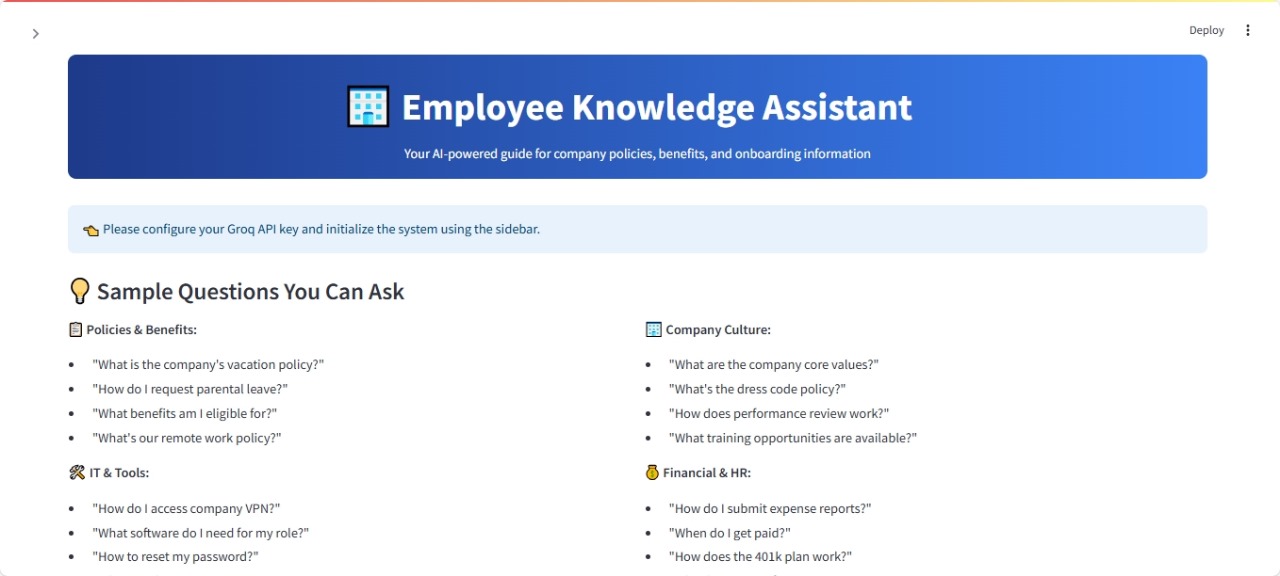 Deploy
Employee Knowledge Assistant
Your AI-powered guide for company policies, benefits, and onboarding information
Please configure your Groq API key and initialize the system using the sidebar.
Sample Questions You Can Ask
Policies & Benefits:
"What is the company's vacation policy?"
"How do I request parental leave?"
"What benefits am I eligible for?"
"What's our remote work policy?"
Company Culture:
"What are the company core values?"
"What's the dress code policy?"
"How does performance review work?"
"What training opportunities are available?"
IT & Tools:
"How do I access company VPN?"
"What software do I need for my role?"
"How to reset my password?"
Financial & HR:
"How do I submit expense reports?"
"When do I get paid?"
"How does the 401k plan work?"